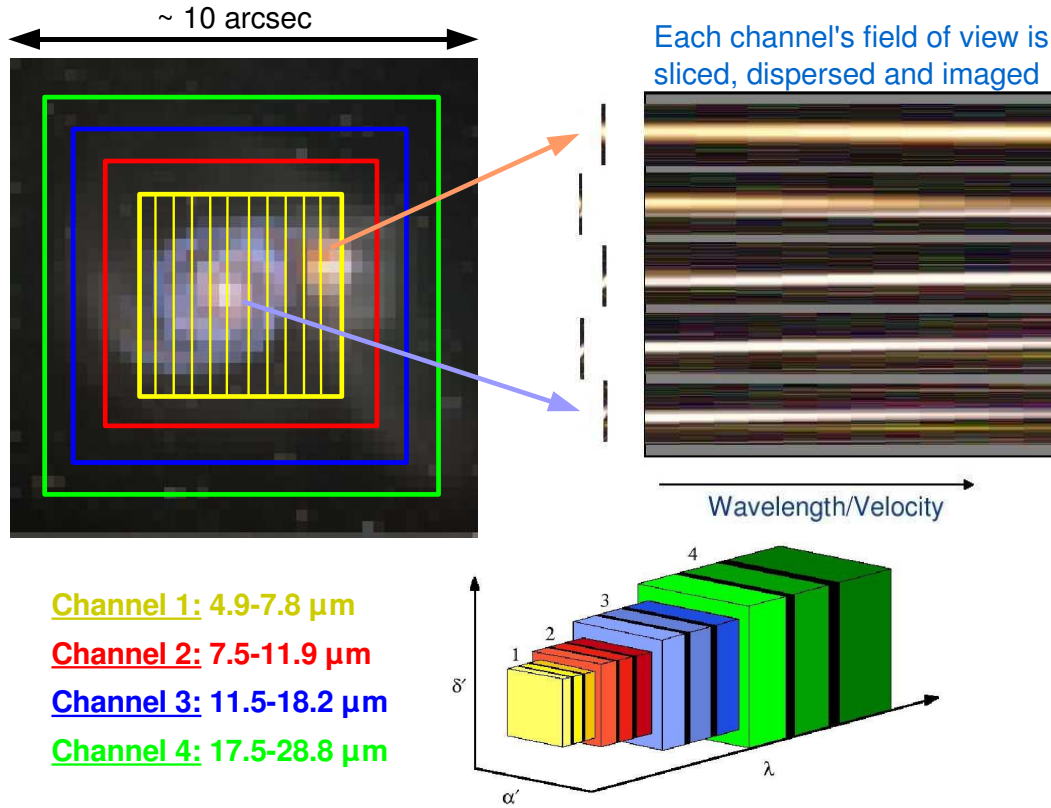 ~ 10 arcsec
Each channel's field of view is
sliced, dispersed and imaged
Wavelength/Velocity
Channel 1: 4.9-7.8 µm
Channel 2: 7.5-11.9 µm
Channel 3: 11.5-18.2 µm
Channel 4: 17.5-28.8 µm
4
3
2
1
δ′
α′
λ